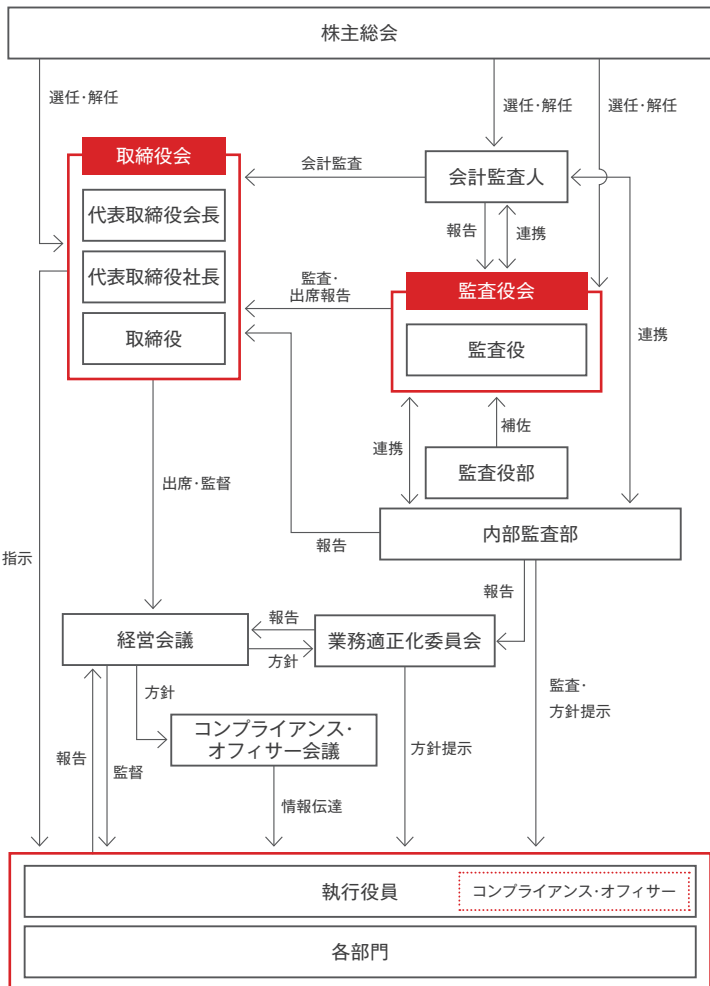 株主総会
選任・解任
選任・解任
選任・解任
取締役会
代表取締役会長
代表取締役社長
取締役
会計監査
会計監査人
報告
連携
監査・
出席報告
監査役会
監査役
連携
連携
補佐
監査役部
出席・監督
指示
報告
内部監査部
報告
経営会議
報告
方針
業務適正化委員会
監査・
方針提示
方針
コンプライアンス・
オフィサー会議
方針提示
報告
監督
情報伝達
執行役員
コンプライアンス・オフィサー
各部門